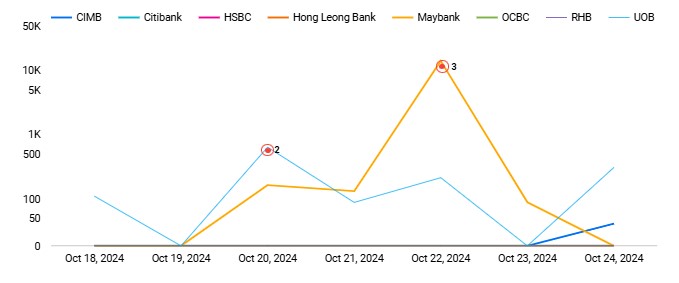 CIMB Citibank HSBC Hong Leong Bank Maybank OCBC RHB UOB
50K
10K
5K
1K
500
100
50
0
3
2
Oct 18, 2024 Oct 19, 2024 Oct 20, 2024 Oct 21, 2024 Oct 22, 2024 Oct 23, 2024 Oct 24, 2024